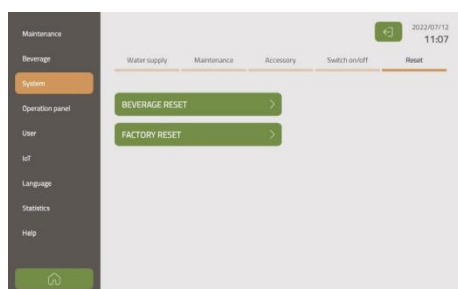 Maintenance
Beverage
System
Operation panel
User
IoT
Language
Statistics
Help
2022/07/12
11:07
Water supply Maintenance Accessory Switch on/off Reset
BEVERAGE RESET
FACTORY RESET